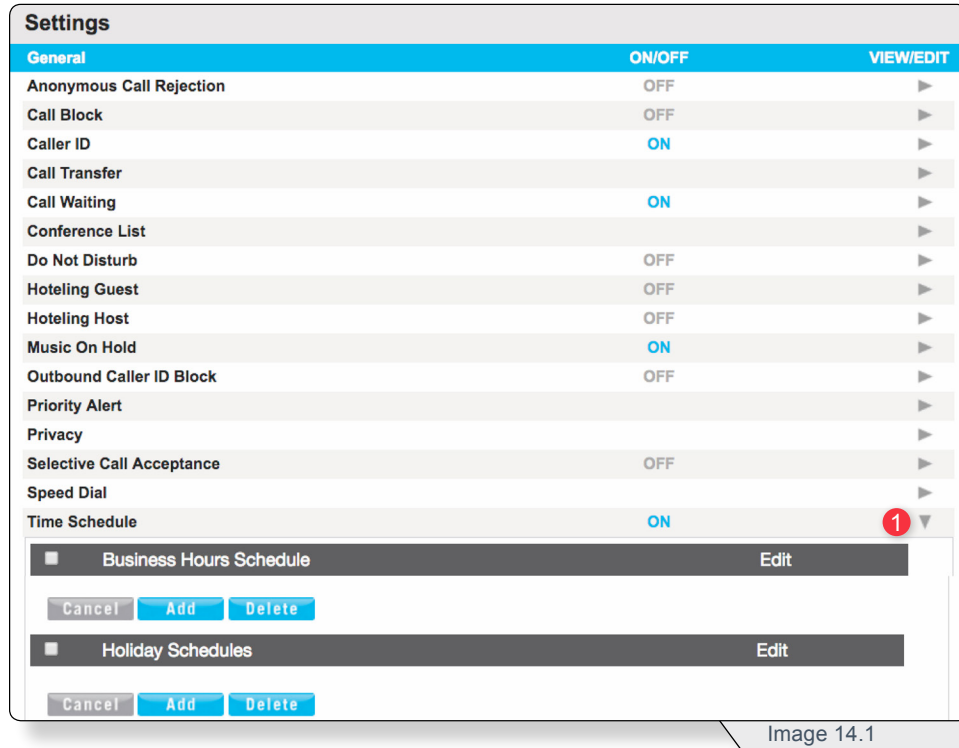 Settings
General ON/OFF VIEW/EDIT
Anonymous Call Rejection OFF
Call Block OFF
Caller ID ON
Call Transfer
Call Waiting ON
Conference List
Do Not Disturb OFF
Hoteling Guest OFF
Hoteling Host OFF
Music On Hold ON
Outbound Caller ID Block OFF
Priority Alert
Privacy
Selective Call Acceptance OFF
Speed Dial
Time Schedule ON 1
Business Hours Schedule Edit
Cancel Add Delete
Holiday Schedules Edit
Cancel Add Delete
Image 14.1